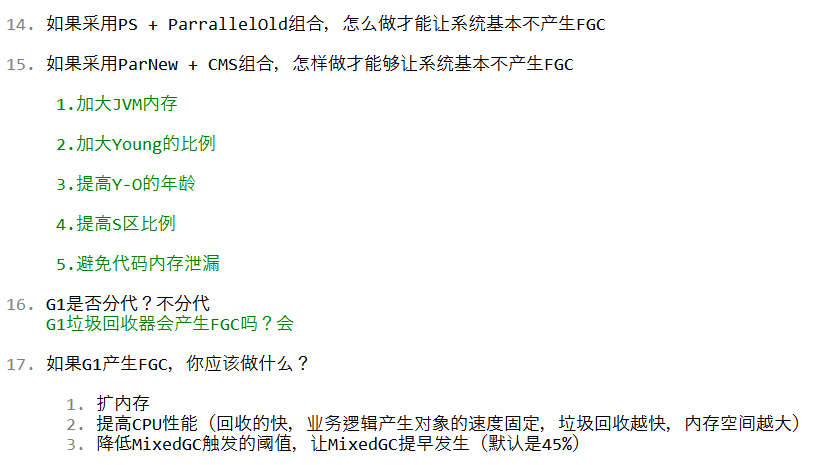 14. 如果采用PS + ParrallelOld组合，怎么做才能让系统基本不产生FGC
15. 如果采用ParNew + CMS组合，怎样做才能够让系统基本不产生FGC
1.加大JVM内存
2.加大Young的比例
3.提高Y-O的年龄
4.提高S区比例
5.避免代码内存泄漏
16. G1是否分代？不分代
G1垃圾回收器会产生FGC吗？会
17. 如果G1产生FGC，你应该做什么？
1. 扩内存
2. 提高CPU性能（回收的快，业务逻辑产生对象的速度固定，垃圾回收越快，内存空间越大）
3. 降低MixedGC触发的阈值，让MixedGC提早发生（默认是45%）